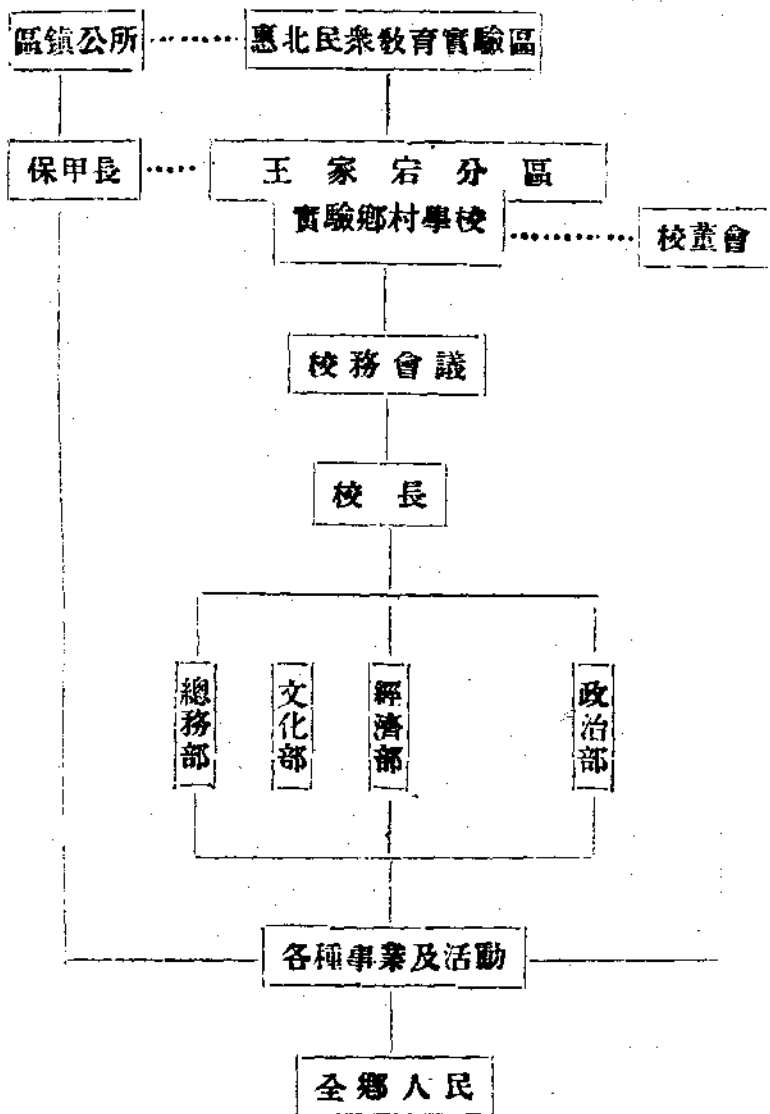 區鎮公所
惠北民衆教育實驗區
保甲長
王家宕分區
實驗鄉村學校
校董會
校務會議
校長
總務部
文化部
經濟部
政治部
各種事業及活動
全鄉人民